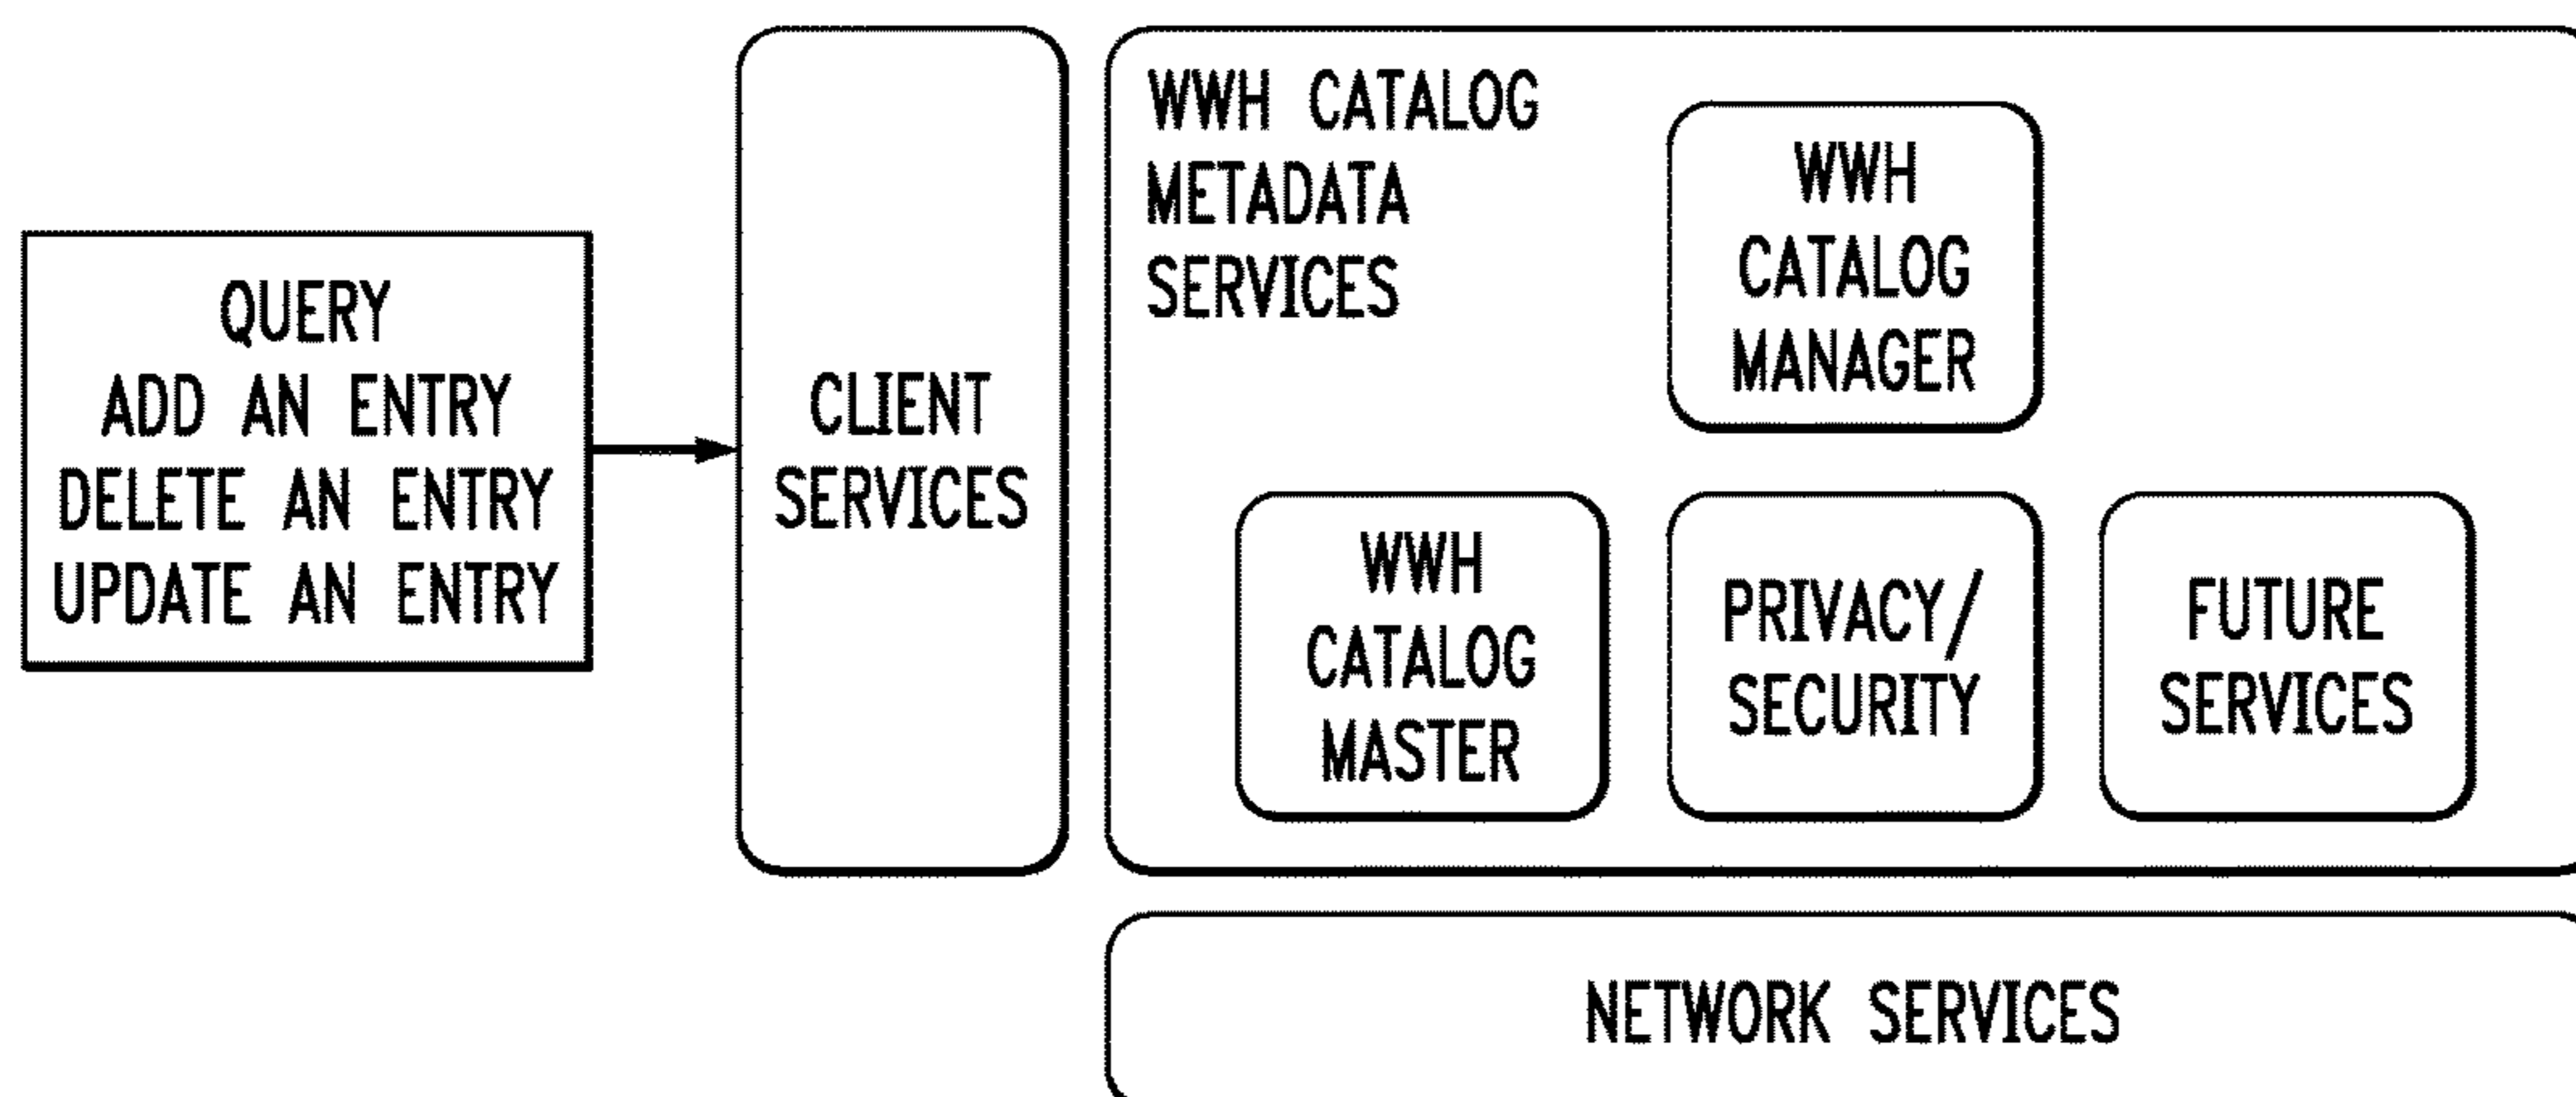 QUERY
ADD AN ENTRY
DELETE AN ENTRY
UPDATE AN ENTRY
CLIENT
SERVICES
WWH CATALOG
METADATA
SERVICES
WWH
CATALOG
MANAGER
WWH
CATALOG
MASTER
PRIVACY/
SECURITY
FUTURE
SERVICES
NETWORK SERVICES